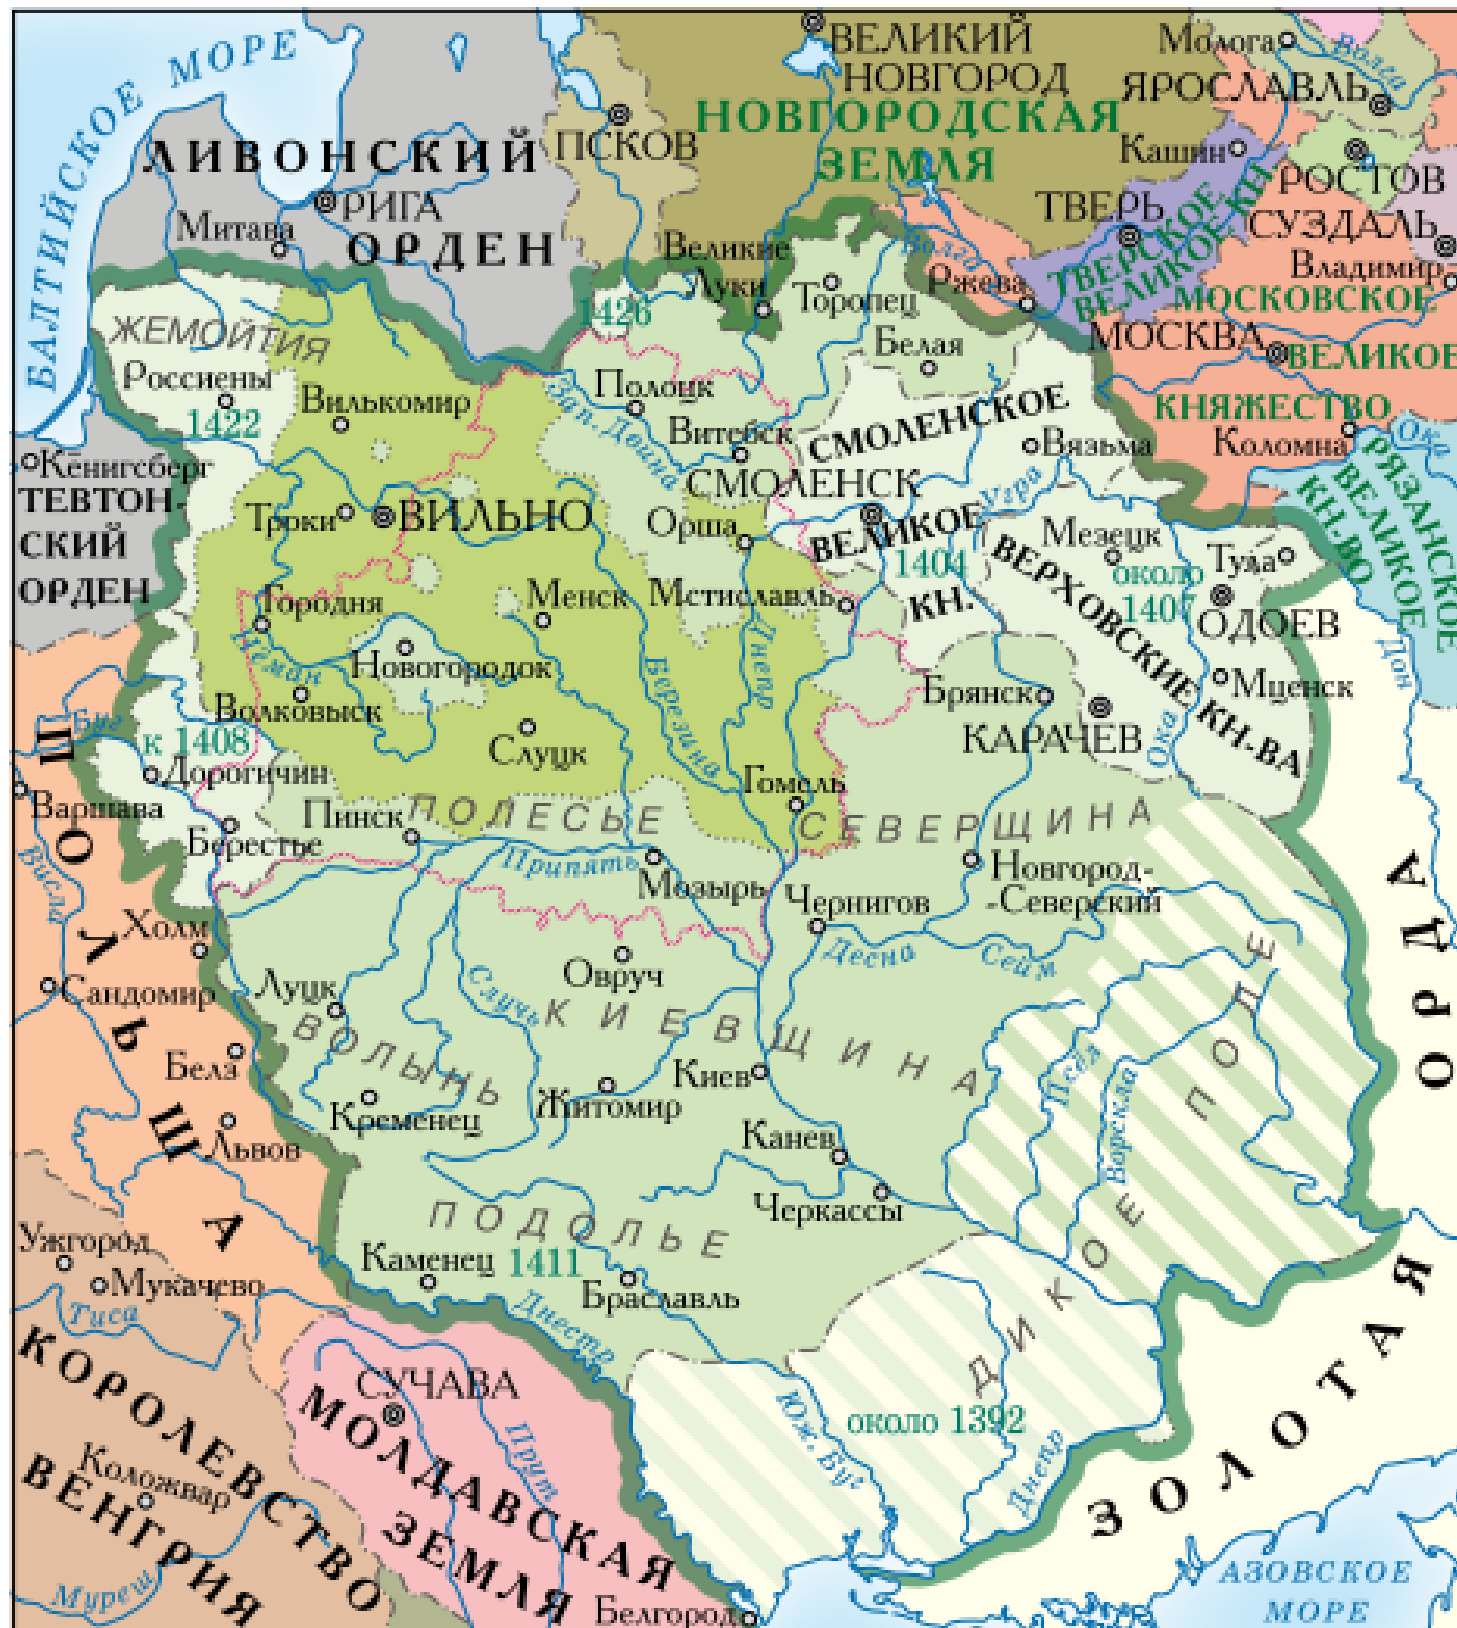 БАЛТИЙСКОЕ МОРЕ
ЛИВОНСКИЙ
ОРДЕН
РИГА
Митава
ПСКОВ
ВЕЛИКИЙ
НОВГОРОД
НОВГОРОДСКАЯ
ЗЕМЛЯ
Молога
Волга
ЯРОСЛАВЛЬ
Кашин
РОСТОВ
ТВЕРЬ
ТВЕРСКОЕ
ВЕЛИКОЕ КН.
СУЗДАЛЬ
Владимир
Великие
Луки
Торопец
Волга
Ржева
МОСКОВСКОЕ
МОСКВА
ВЕЛИКОЕ
КНЯЖЕСТВО
Коломна
Ока
РЯЗАНСКОЕ
ВЕЛИКОЕ
КН-ВО
1426
ЖЕМОЙТИЯ
Россиены
1422
Вилькомир
Полоцк
Зап. Двина
Витебск
Белая
СМОЛЕНСКОЕ
Вязьма
СМОЛЕНСК
Угра
ВЕЛИКОЕ
1404
КН.
Кёнигсберг
ТЕВТОН-
СКИЙ
ОРДЕН
Троки
ВИЛЬНО
Орша
Мезецк
около
1407
Тула
ОДОЕВ
ВЕРХОВСКИЕ КН-ВА
Мценск
Дон
Городня
Менск
Мстиславль
Днепр
Неман
Новогородок
Березина
Волковыск
Слуцк
Брянск
КАРАЧЕВ
Ока
Буг
к 1408
Дорогичин
Варшава
Висла
ПОЛЬША
Берестье
Пинск
ПОЛЕСЬЕ
Припять
Мозырь
Гомель
СЕВЕРЩИНА
Новгород-
-Северский
Чернигов
Десна
Сейм
Холм
Сандомир
Луцк
ВОЛЫНЬ
Случь
Овруч
КИЕВЩИНА
Белз
Кременец
Житомир
Киев
Львов
Канев
Черкассы
Псёл
Ворскла
ДИКОЕ ПОЛЕ
ЗОЛОТАЯ ОРДА
ПОДОЛЬЕ
Каменец
1411
Браславль
Днестр
Ужгород
Мукачево
Тиса
КОРОЛЕВСТВО
ВЕНГРИЯ
Коложвар
Муреш
СУЧАВА
МОЛДАВСКАЯ
ЗЕМЛЯ
Прут
Белгород
Юж. Буг
около 1392
Днепр
АЗОВСКОЕ
МОРЕ